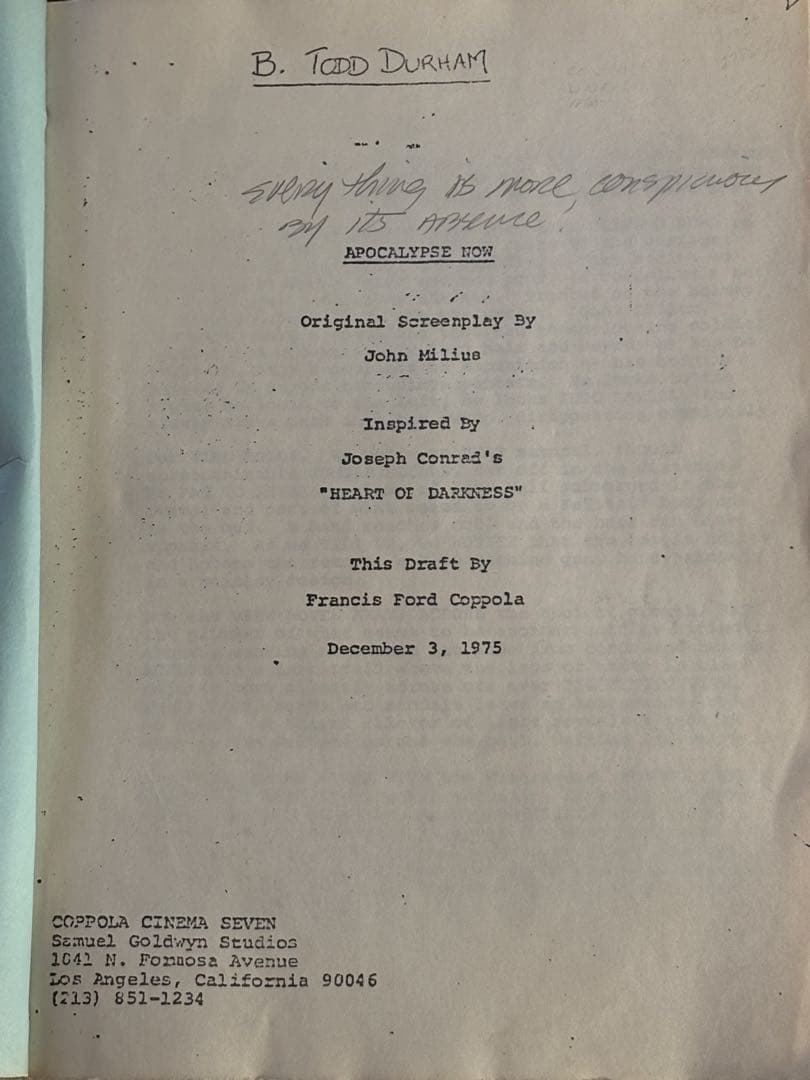 B. TODD DURHAM
everything is more conspicuous
by its absence!
APOCALYPSE NOW
Original Screenplay By
John Milius
Inspired By
Joseph Conrad's
"HEART OF DARKNESS"
This Draft By
Francis Ford Coppola
December 3, 1975
COPPOLA CINEMA SEVEN
Samuel Goldwyn Studios
1041 N. Formosa Avenue
Los Angeles, California 90046
(213) 851-1234